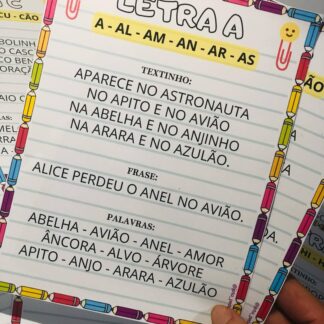 LETRA A
A - AL - AM - AN - AR - AS
TEXTINHO:
APARECE NO ASTRONAUTA
NO APITO E NO AVIÃO
NA ABELHA E NO ANJINHO
NA ARARA E NO AZULÃO.
FRASE:
ALICE PERDEU O ANEL NO AVIÃO.
PALAVRAS:
ABELHA - AVIÃO - ANEL - AMOR
ÂNCORA - ALVO - ÁRVORE
APITO - ANJO - ARARA - AZULÃO
CU - CÃO